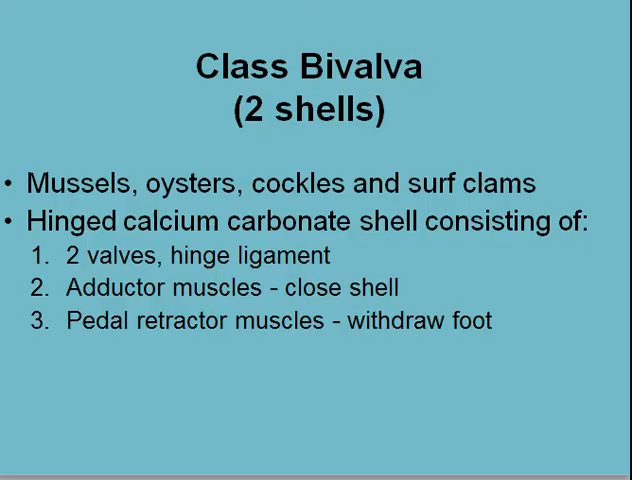 Class Bivalva
(2 shells)
• Mussels, oysters, cockles and surf clams
• Hinged calcium carbonate shell consisting of:
1. 2 valves, hinge ligament
2. Adductor muscles - close shell
3. Pedal retractor muscles - withdraw foot